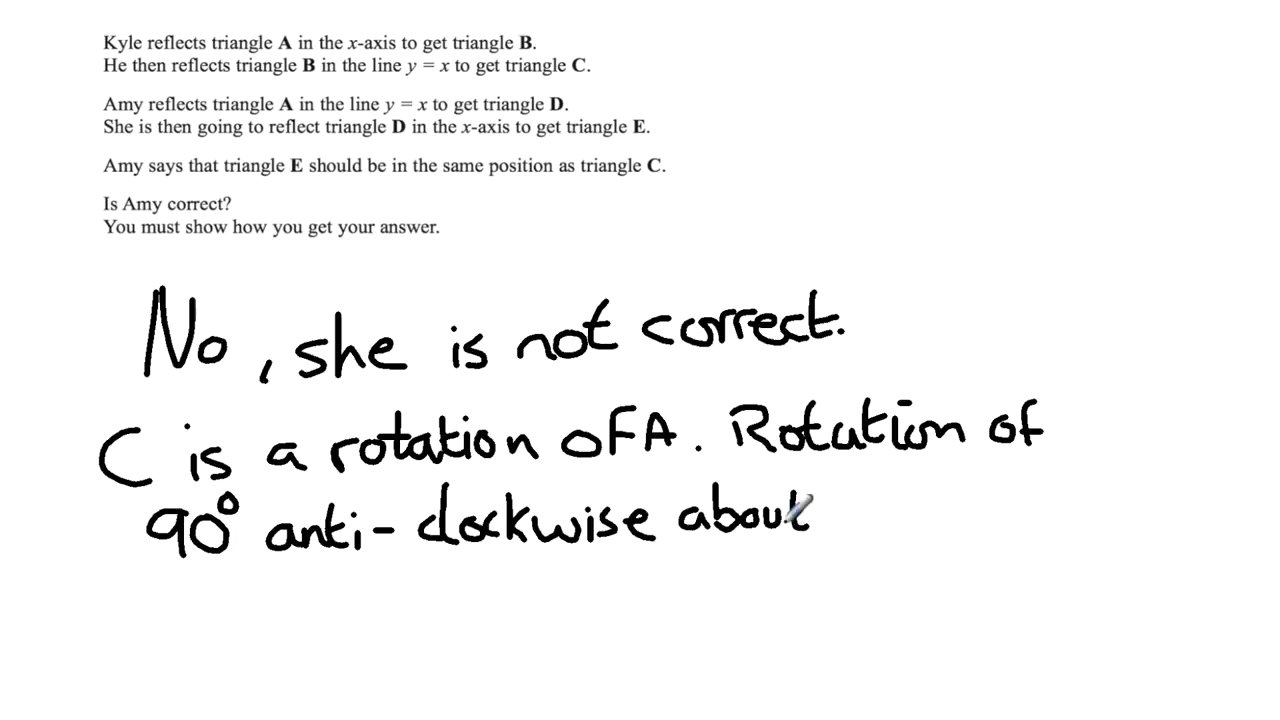 Kyle reflects triangle A in the x-axis to get triangle B.
He then reflects triangle B in the line y = x to get triangle C.
Amy reflects triangle A in the line y = x to get triangle D.
She is then going to reflect triangle D in the x-axis to get triangle E.
Amy says that triangle E should be in the same position as triangle C.
Is Amy correct?
You must show how you get your answer.
No, she is not correct.
C is a rotation of A. Rotation of
90° anti-clockwise about